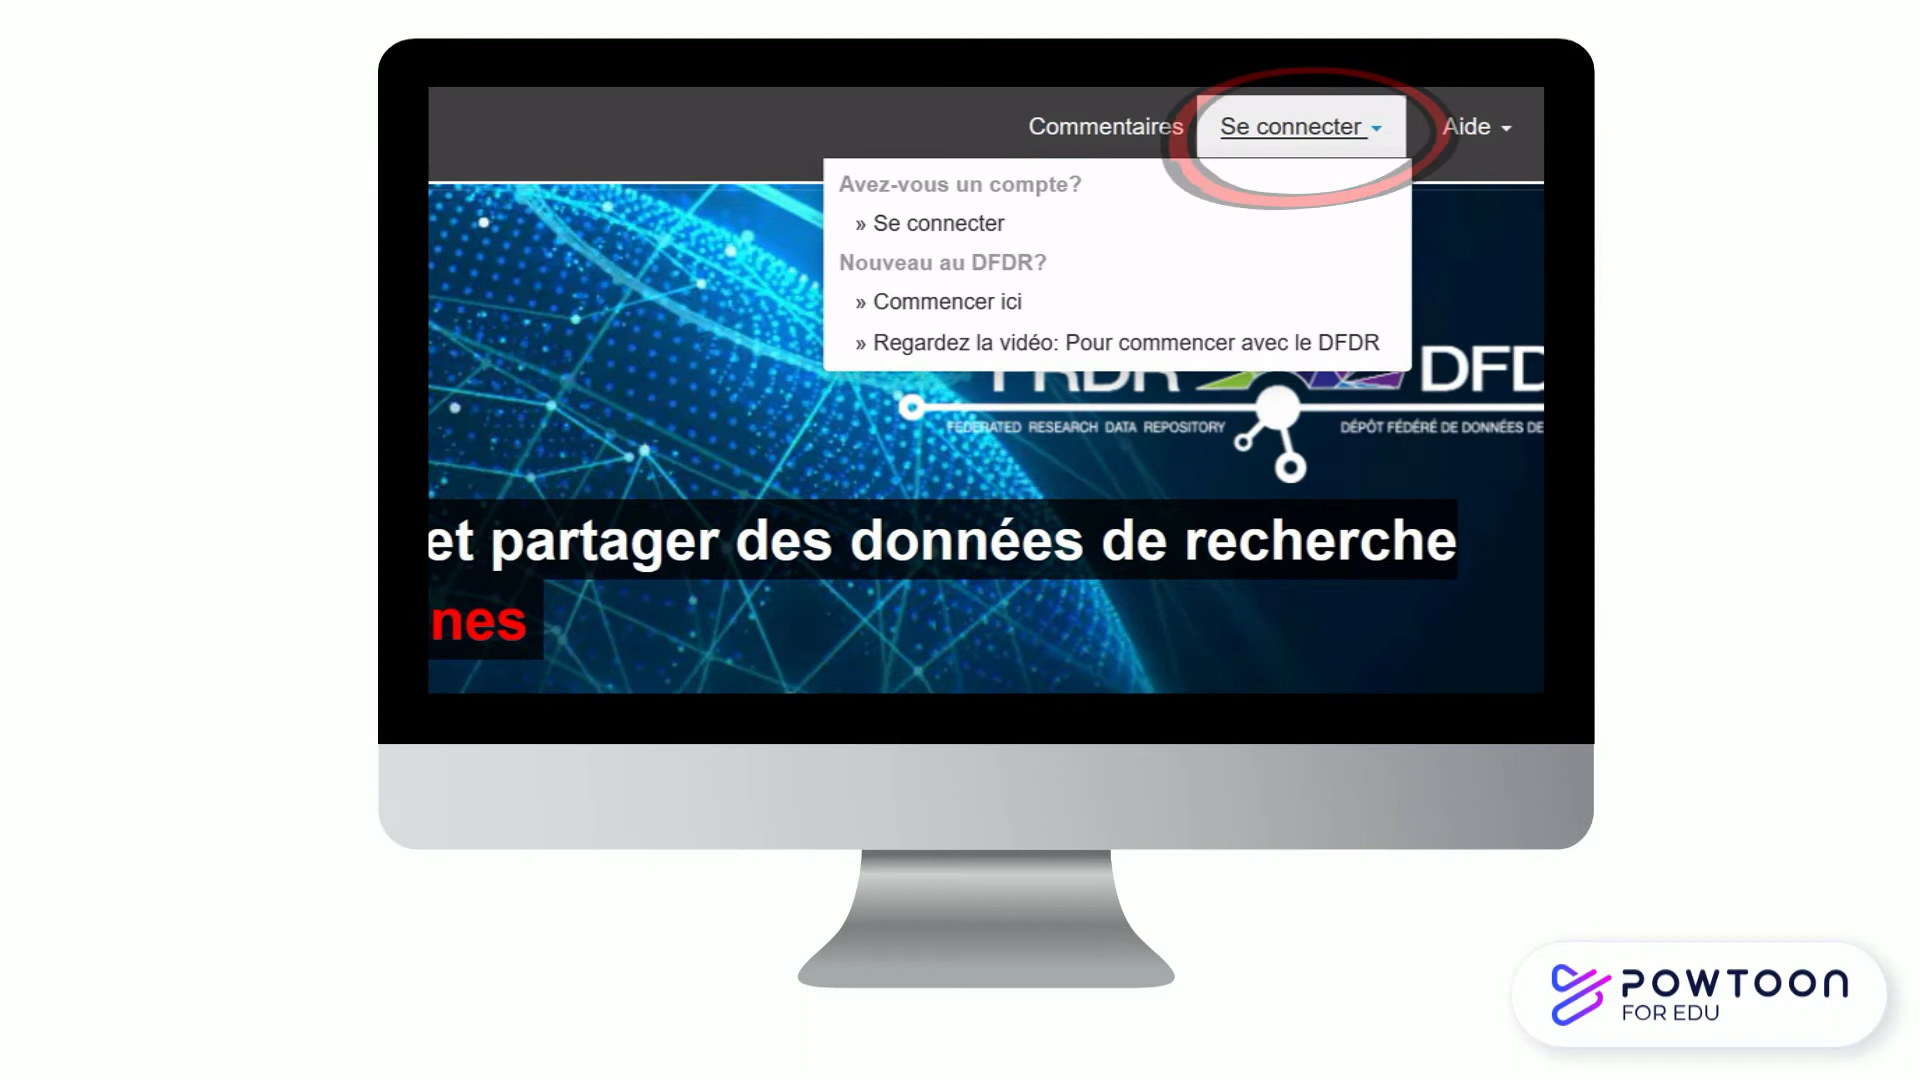 Commentaires Se connecter Aide
Avez-vous un compte?
» Se connecter
Nouveau au DFDR?
» Commencer ici
» Regardez la vidéo: Pour commencer avec le DFDR
FRDR DFD
FEDERATED RESEARCH DATA REPOSITORY DÉPÔT FÉDÉRÉ DE DONNÉES DE
et partager des données de recherche
nes
POWTOON
FOR EDU